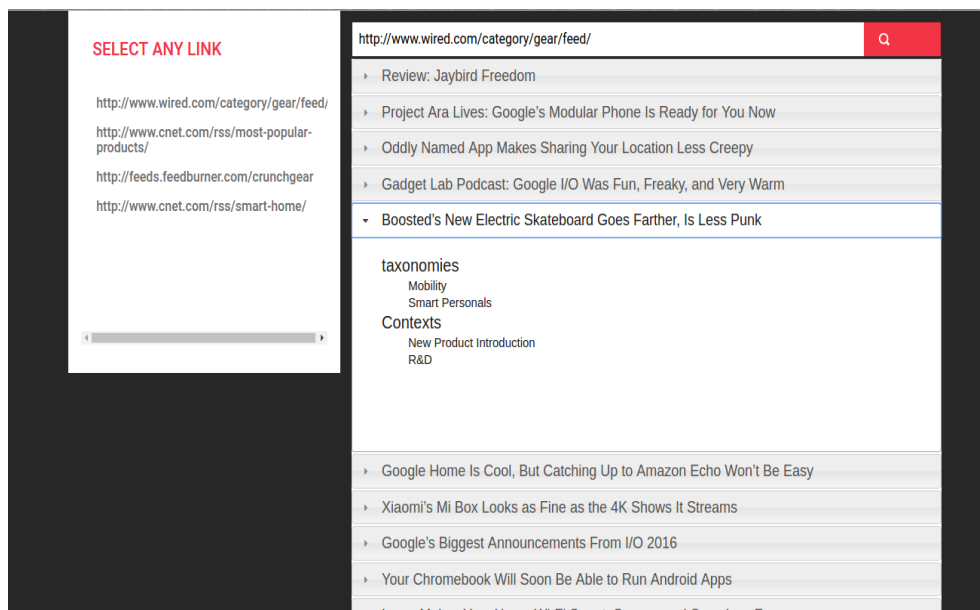 SELECT ANY LINK
http://www.wired.com/category/gear/feed/
http://www.cnet.com/rss/most-popular-
products/
http://feeds.feedburner.com/crunchgear
http://www.cnet.com/rss/smart-home/
http://www.wired.com/category/gear/feed/
Review: Jaybird Freedom
Project Ara Lives: Google’s Modular Phone Is Ready for You Now
Oddly Named App Makes Sharing Your Location Less Creepy
Gadget Lab Podcast: Google I/O Was Fun, Freaky, and Very Warm
Boosted’s New Electric Skateboard Goes Farther, Is Less Punk
taxonomies
Mobility
Smart Personals
Contexts
New Product Introduction
R&D
Google Home Is Cool, But Catching Up to Amazon Echo Won’t Be Easy
Xiaomi’s Mi Box Looks as Fine as the 4K Shows It Streams
Google’s Biggest Announcements From I/O 2016
Your Chromebook Will Soon Be Able to Run Android Apps